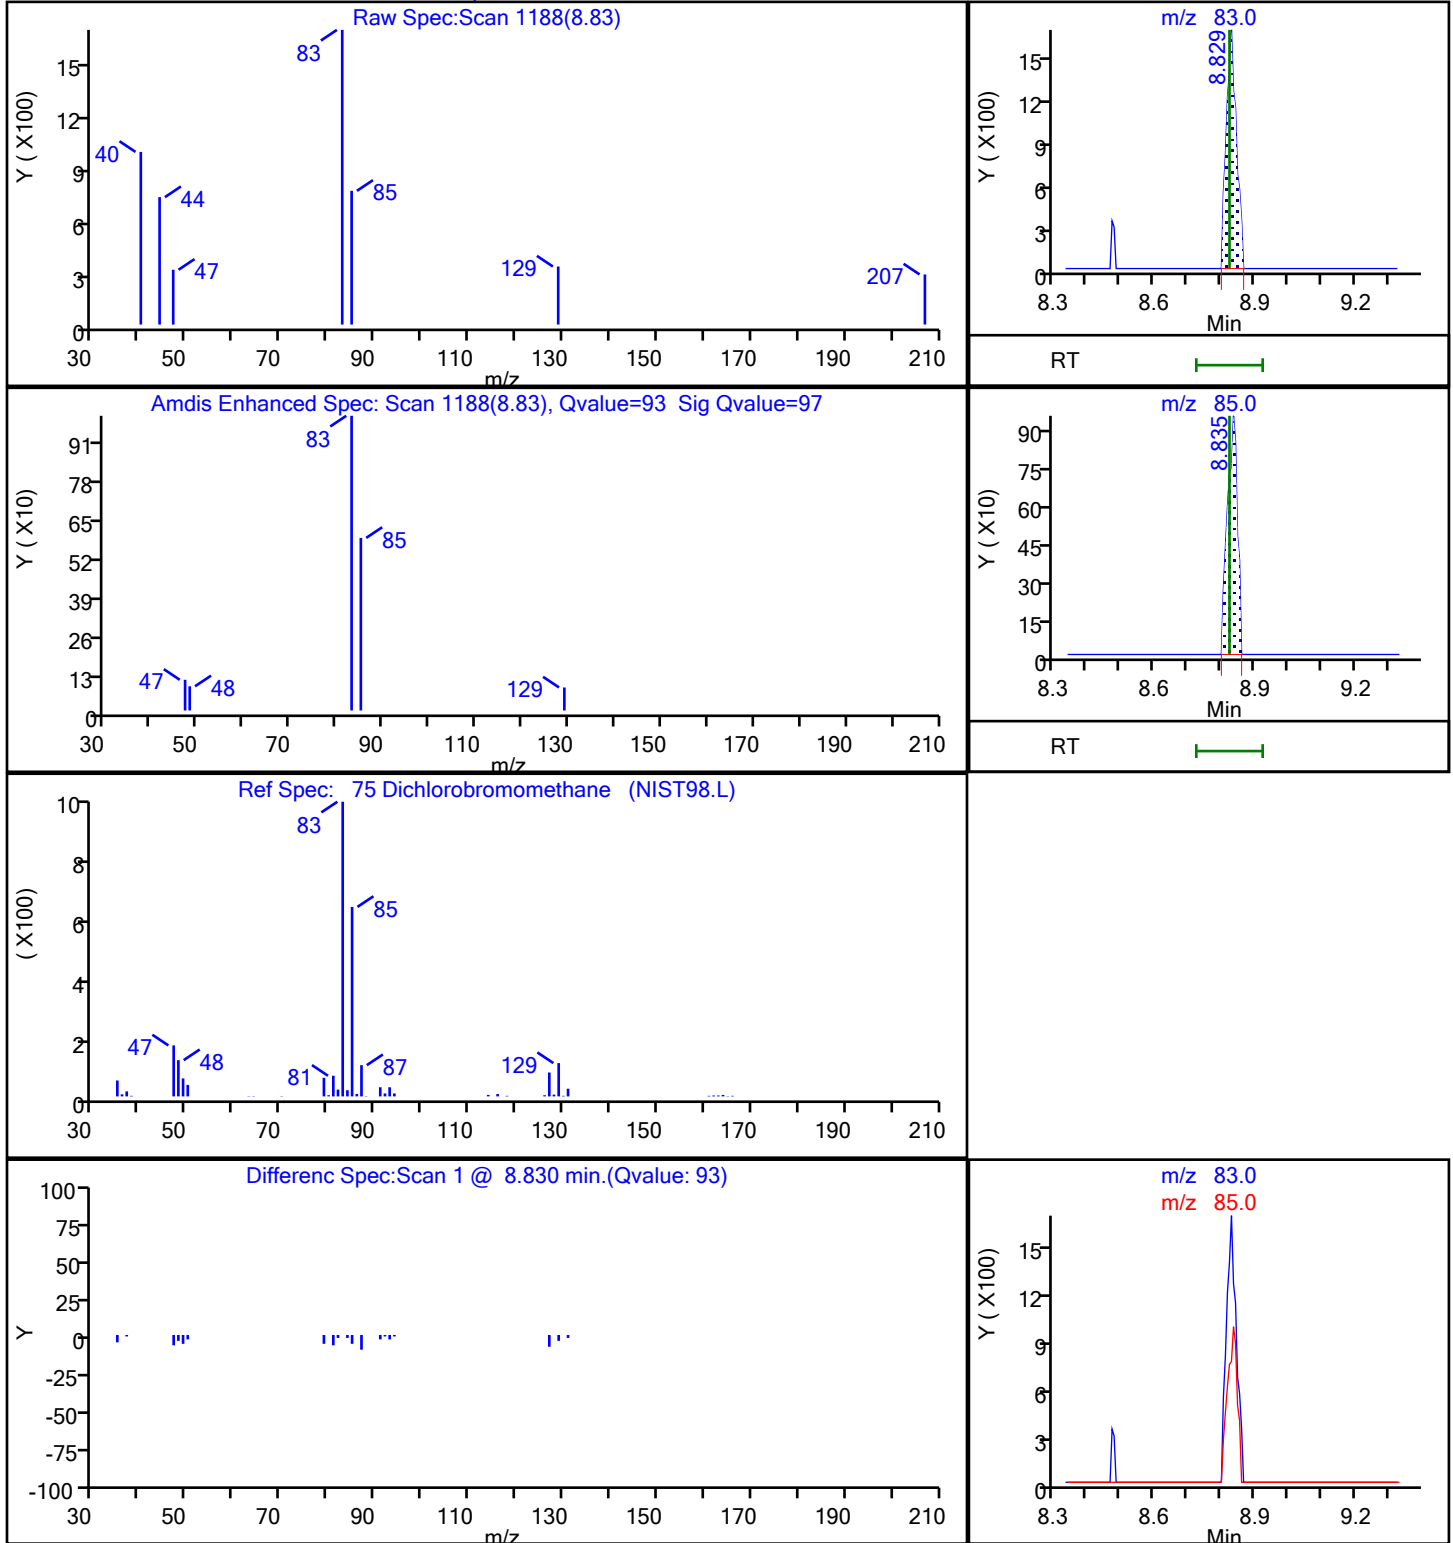 Raw Spec:Scan 1188(8.83)
Y ( X100)
15
12
9
6
3
0
83
40
44
47
85
129
207
30 50 70 90 110 130 150 170 190 210
m/z
m/z 83.0
Y ( X100)
15
12
9
6
3
0
8.829
8.3 8.6 8.9 9.2
Min
RT
Amdis Enhanced Spec: Scan 1188(8.83), Qvalue=93 Sig Qvalue=97
Y ( X10)
91
78
65
52
39
26
13
0
83
85
47
48
129
30 50 70 90 110 130 150 170 190 210
m/z
m/z 85.0
Y ( X10)
90
75
60
45
30
15
0
8.835
8.3 8.6 8.9 9.2
Min
RT
Ref Spec: 75 Dichlorobromomethane (NIST98.L)
( X100)
10
8
6
4
2
0
83
85
47
48
81
87
129
30 50 70 90 110 130 150 170 190 210
Differenc Spec:Scan 1 @ 8.830 min.(Qvalue: 93)
Y
100
75
50
25
0
-25
-50
-75
-100
30 50 70 90 110 130 150 170 190 210
m/z
m/z 83.0
m/z 85.0
Y ( X100)
15
12
9
6
3
0
8.3 8.6 8.9 9.2
Min